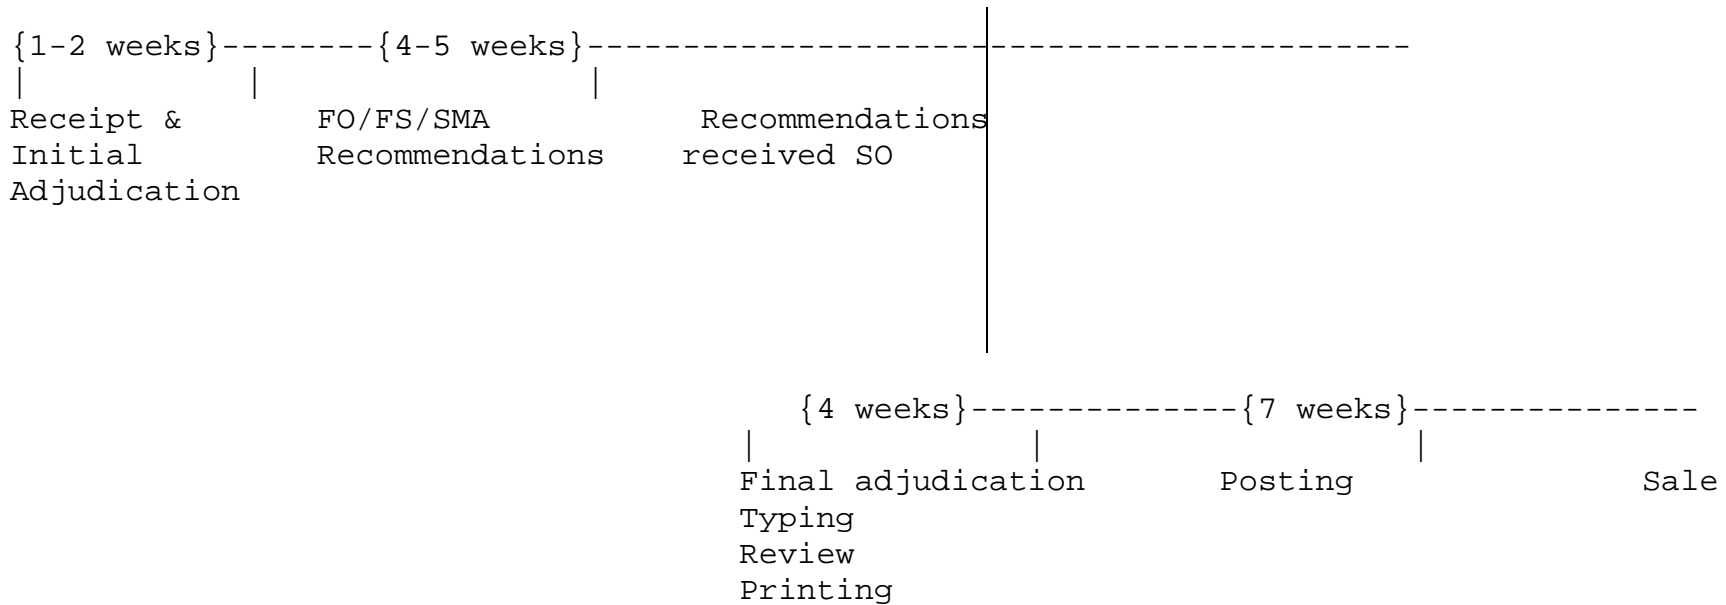 {1-2 weeks}--------{4-5 weeks}-------------------------------------------
| | |
Receipt & FO/FS/SMA Recommendations
Initial Recommendations received SO
Adjudication
{4 weeks}--------------{7 weeks}---------------
| | |
Final adjudication Posting Sale
Typing
Review
Printing